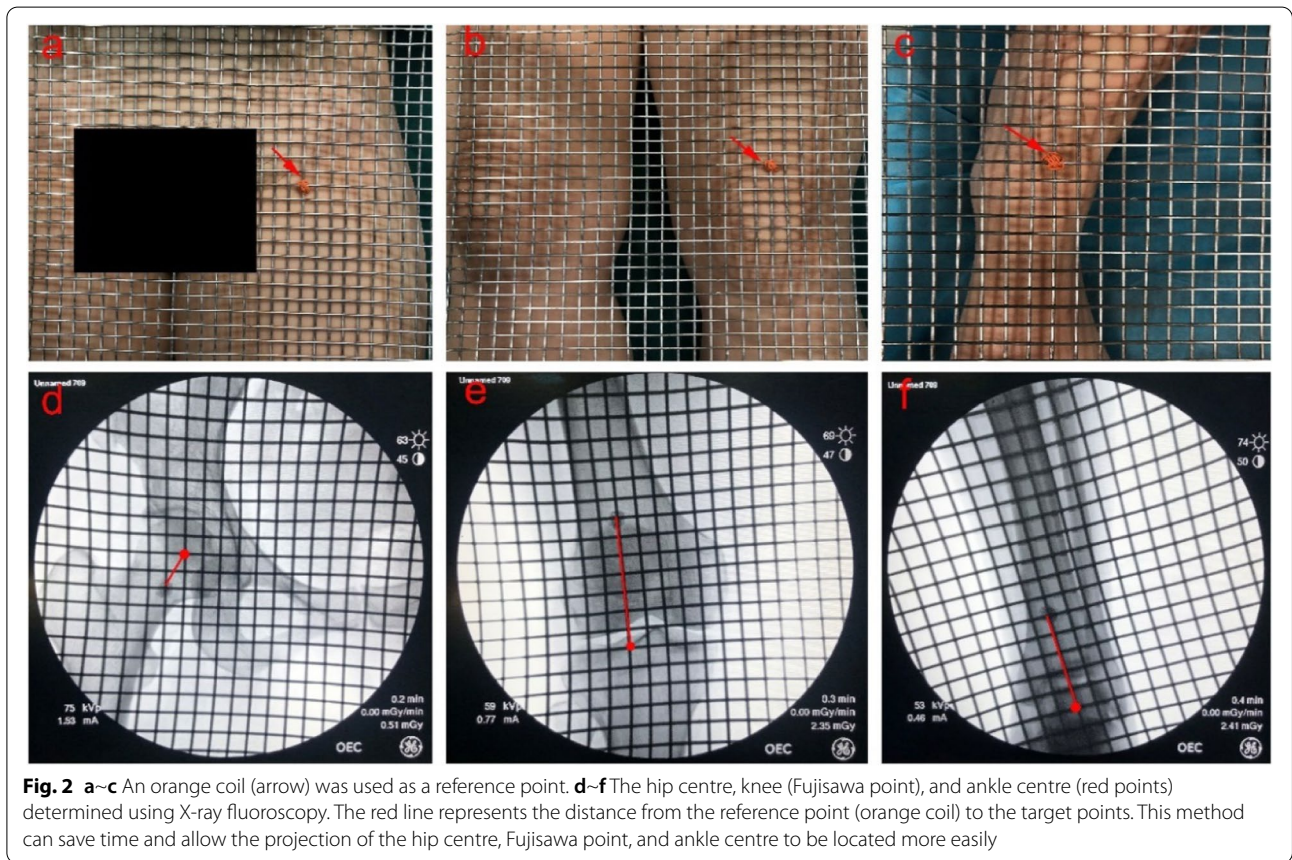 a
b
c
Unnamed 769
d
63
45
75 kVp
1.53 mA
0.2 min
0.00 mGy/min
0.51 mGy
OEC
GE
Unnamed 799
e
69
47
59 kVp
0.77 mA
0.3 min
0.00 mGy/min
2.35 mGy
OEC
GE
Unnamed 789
f
74
50
53 kVp
0.46 mA
0.4 min
0.00 mGy/min
2.41 mGy
OEC
GE
Fig. 2 a~c An orange coil (arrow) was used as a reference point. d~f The hip centre, knee (Fujisawa point), and ankle centre (red points)
determined using X-ray fluoroscopy. The red line represents the distance from the reference point (orange coil) to the target points. This method
can save time and allow the projection of the hip centre, Fujisawa point, and ankle centre to be located more easily